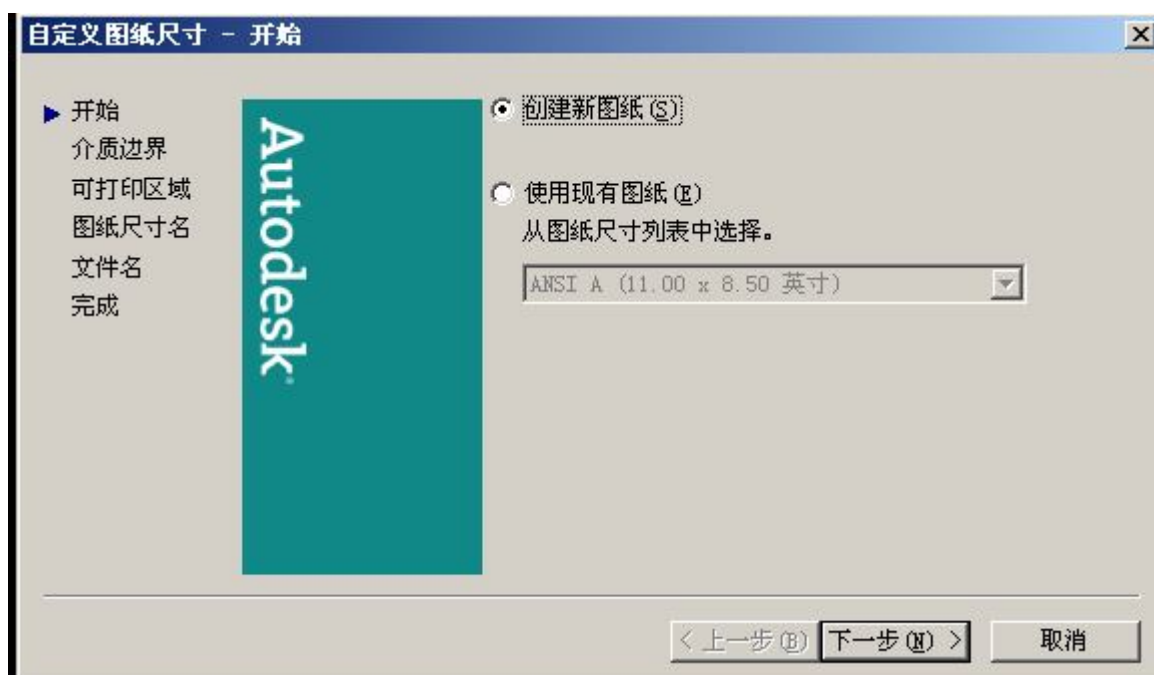 自定义图纸尺寸 - 开始
开始
介质边界
可打印区域
图纸尺寸名
文件名
完成
Autodesk
创建新图纸(S)
使用现有图纸(E)
从图纸尺寸列表中选择。
ANSI A (11.00 x 8.50 英寸)
< 上一步(B)
下一步(N) >
取消